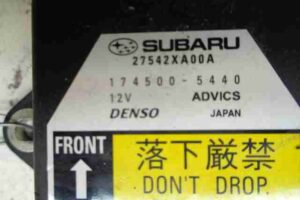 SUBARU
27542XA00A
174500-5440
12V ADVICS
DENSO JAPAN
FRONT
落下厳禁
DON'T DROP.